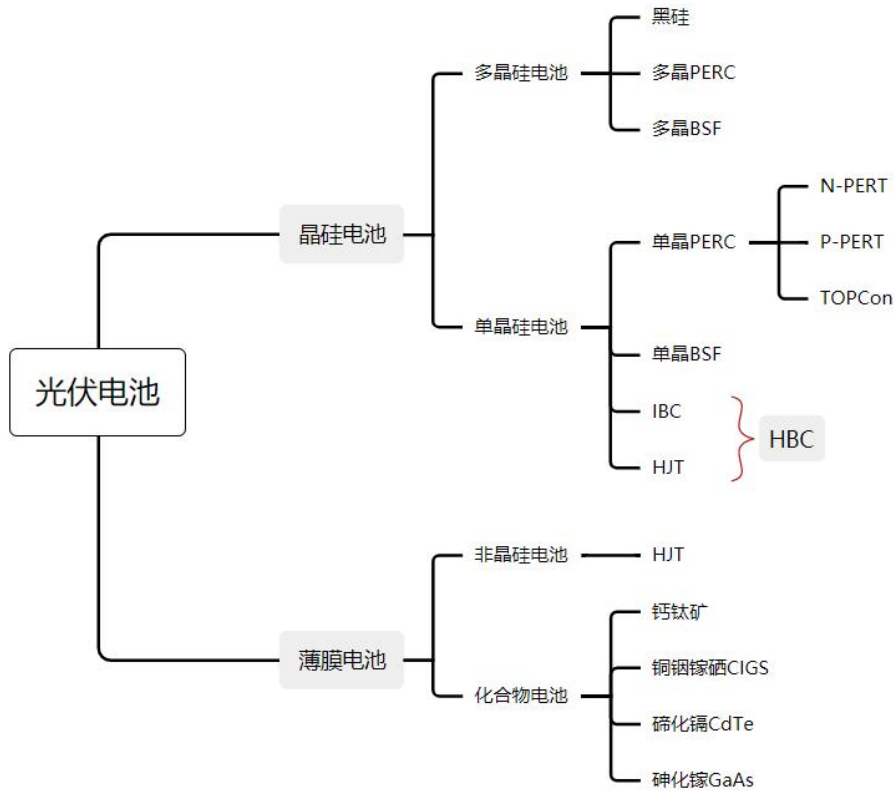 光伏电池
晶硅电池
多晶硅电池
黑硅
多晶PERC
多晶BSF
单晶硅电池
单晶PERC
N-PERT
P-PERT
TOPCon
单晶BSF
IBC
HJT
HBC
薄膜电池
非晶硅电池
HJT
化合物电池
钙钛矿
铜铟镓硒CIGS
碲化镉CdTe
砷化镓GaAs